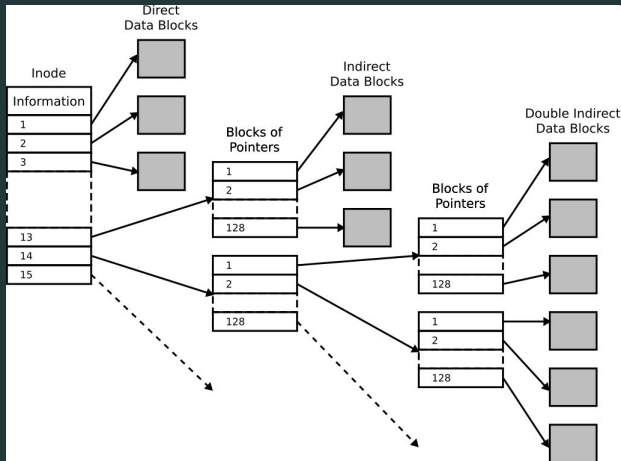 Direct
Data Blocks
Inode
Information
1
2
3
13
14
15
Blocks of
Pointers
1
2
128
1
2
128
Indirect
Data Blocks
Blocks of
Pointers
1
2
128
1
2
128
Double Indirect
Data Blocks